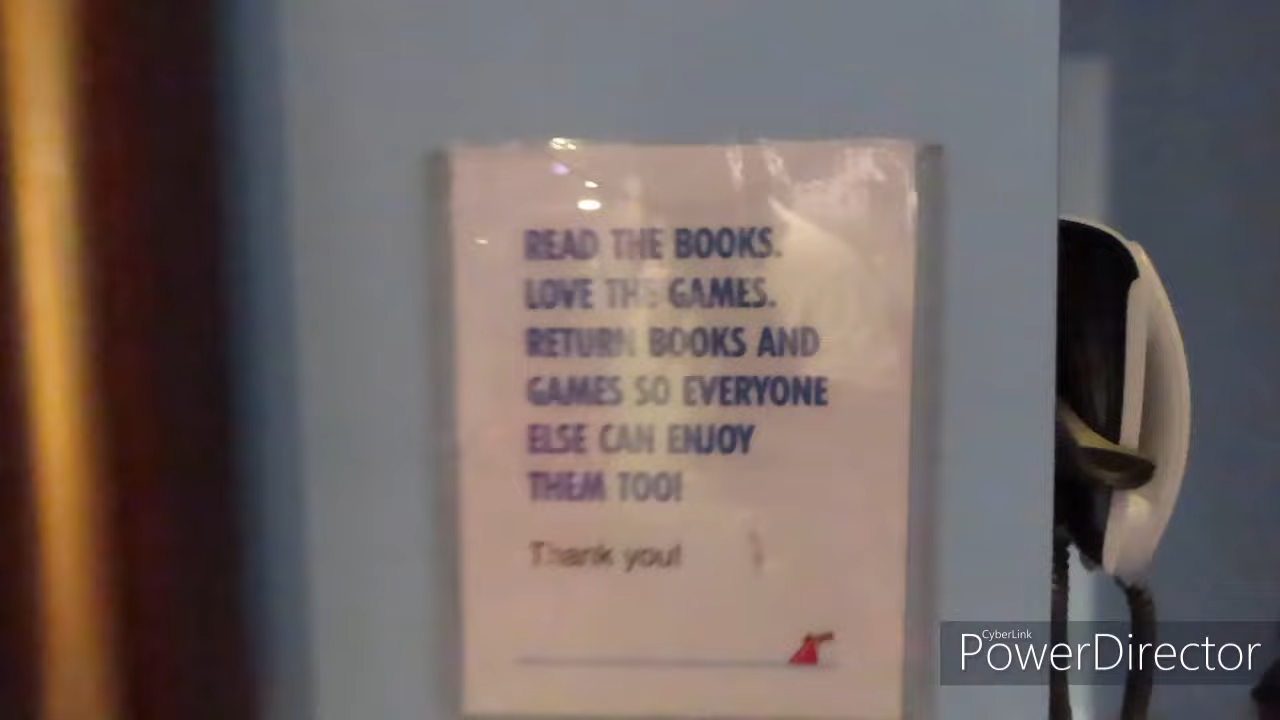 READ THE BOOKS.
LOVE THE GAMES.
RETURN BOOKS AND
GAMES SO EVERYONE
ELSE CAN ENJOY
THEM TOO!
Thank you!
CyberLink
PowerDirector